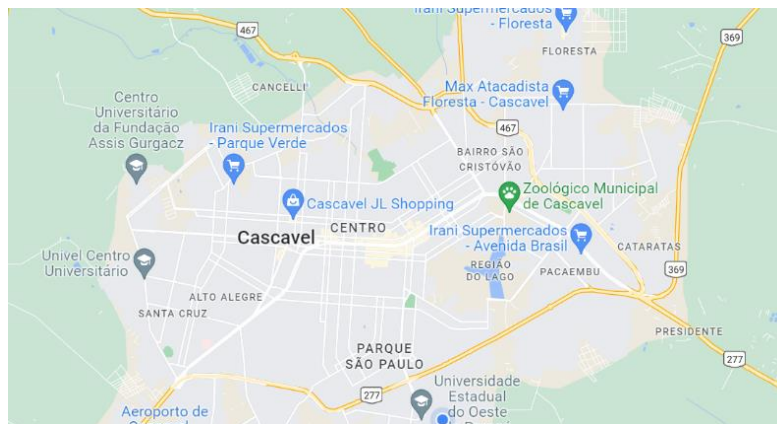 Irani Supermercados
- Floresta
467
369
FLORESTA
CANCELLI
Max Atacadista
Floresta - Cascavel
Centro
Universitário
da Fundação
Assis Gurgacz
Irani Supermercados
- Parque Verde
467
BAIRRO SÃO
CRISTÓVÃO
Zoológico Municipal
de Cascavel
Cascavel JL Shopping
CENTRO
Cascavel
Irani Supermercados
- Avenida Brasil
CATARATAS
Univel Centro
Universitário
REGIÃO
DO LAGO
PACAEMBU
369
ALTO ALEGRE
SANTA CRUZ
PRESIDENTE
PARQUE
SÃO PAULO
277
277
Universidade
Estadual
do Oeste
Aeroporto de